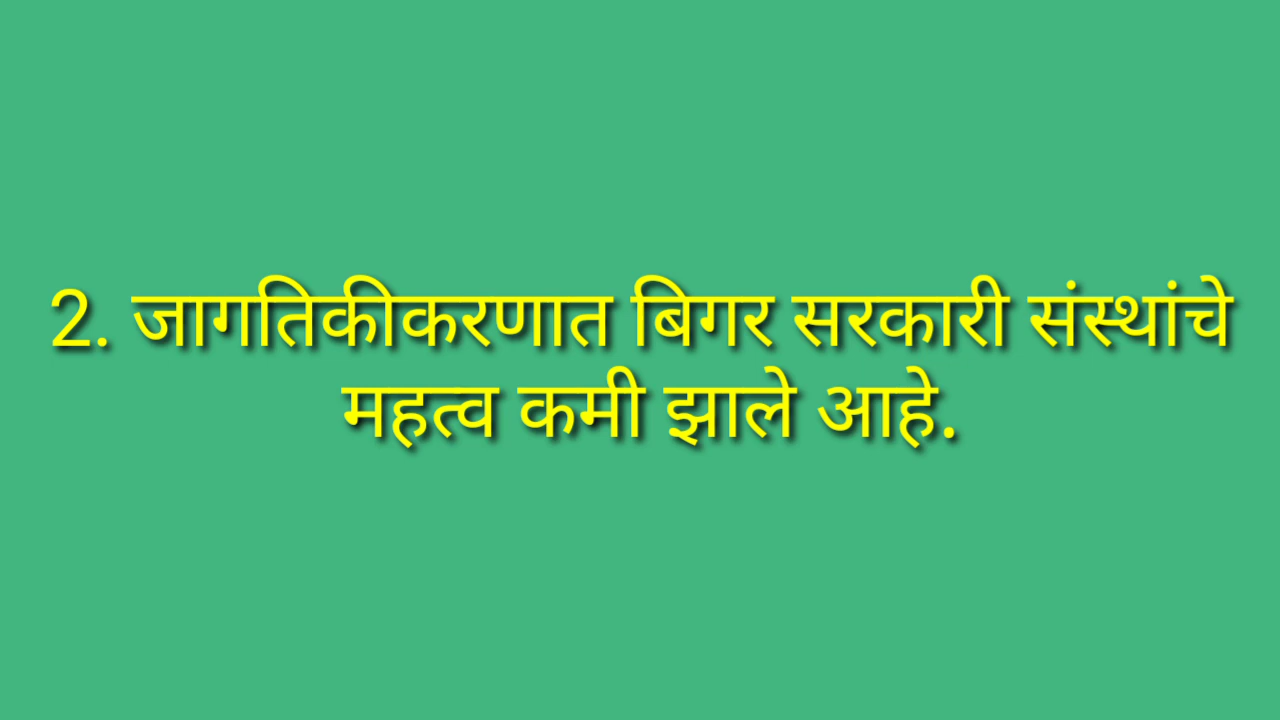 2. जागतिकीकरणात बिगर सरकारी संस्थांचे
महत्व कमी झाले आहे.